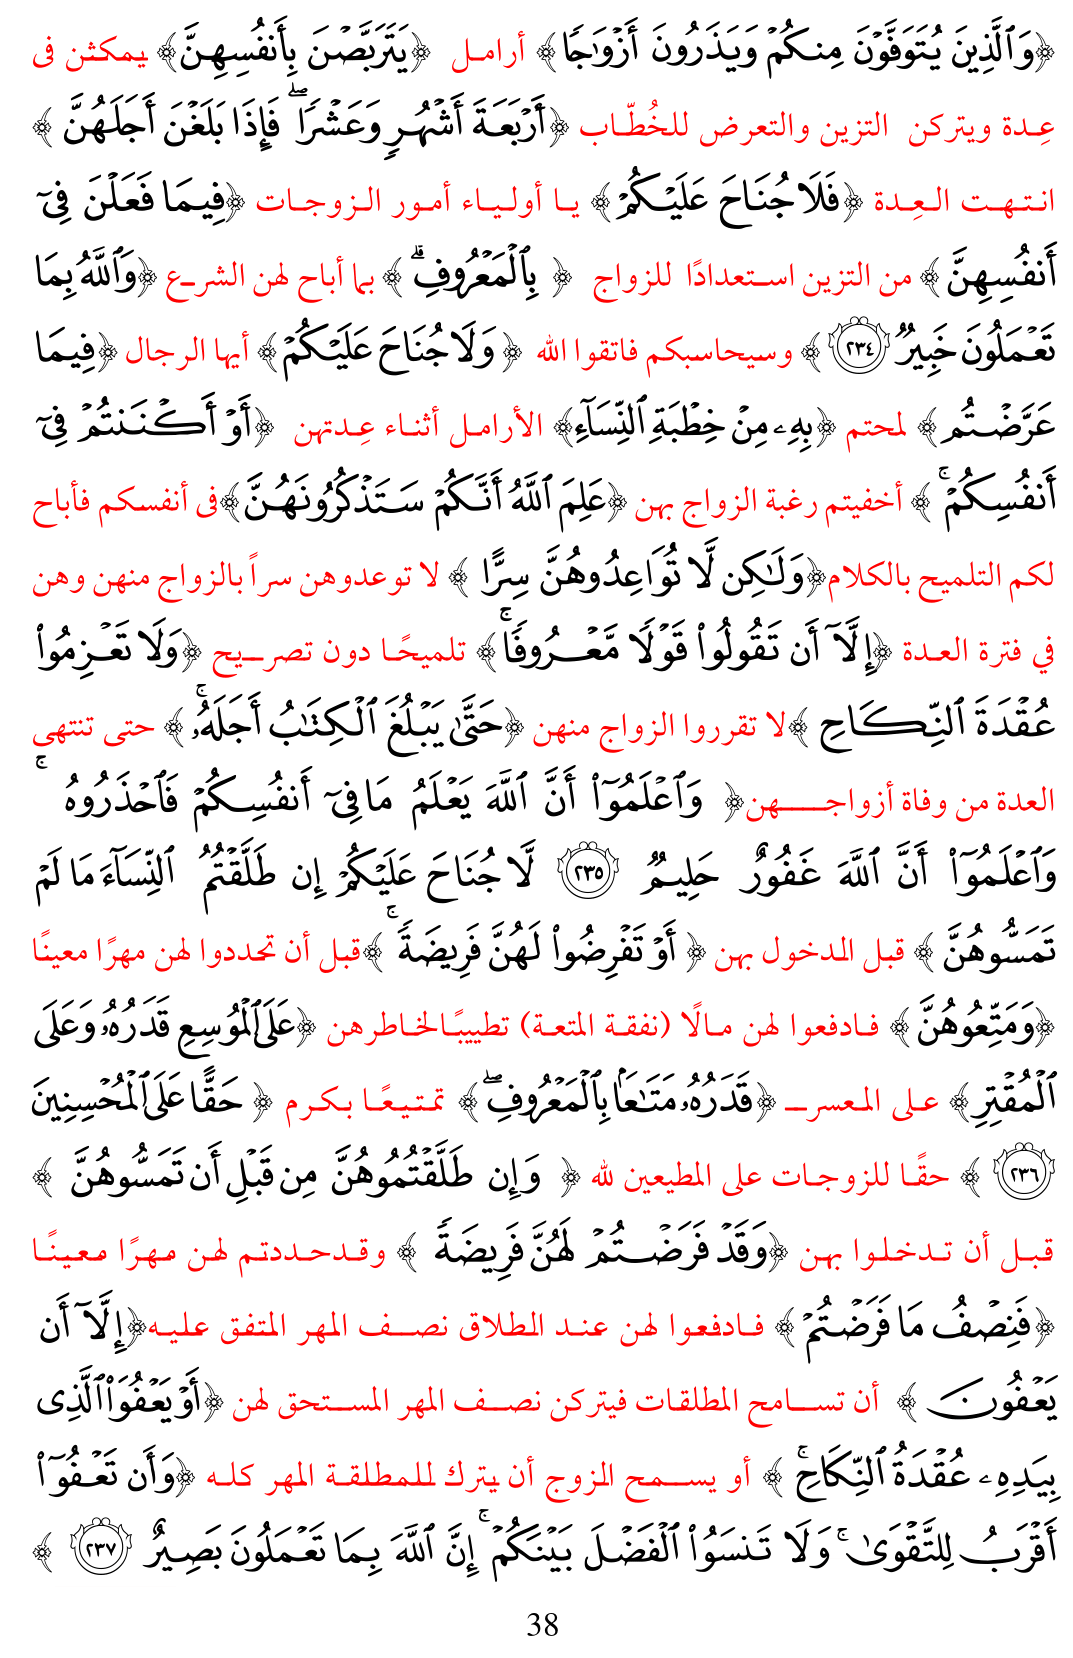 ﴿وَٱلَّذِينَ يُتَوَفَّوْنَ مِنكُمْ وَيَذَرُونَ أَزْوَٰجًا﴾ أرامل ﴿يَتَرَبَّصْنَ بِأَنفُسِهِنَّ﴾ يمكثن فى
عِدة ويتركن التزين والتعرض للخُطّاب ﴿أَرْبَعَةَ أَشْهُرٍ وَعَشْرًا ۖ فَإِذَا بَلَغْنَ أَجَلَهُنَّ ﴾
انتهت العِدة ﴿فَلَا جُنَاحَ عَلَيْكُمْ﴾ يا أولياء أمور الزوجات ﴿فِيمَا فَعَلْنَ فِىٓ
أَنفُسِهِنَّ ﴾ من التزين استعدادًا للزواج ﴿ بِٱلْمَعْرُوفِ ۗ ﴾ بما أباح لهن الشرع ﴿وَٱللَّهُ بِمَا
تَعْمَلُونَ خَبِيرٌ ٢٣٤ ﴾ وسيحاسبكم فاتقوا الله ﴿ وَلَا جُنَاحَ عَلَيْكُمْ﴾ أيها الرجال ﴿فِيمَا
عَرَّضْتُم ﴾ لمحتم ﴿بِهِۦ مِنْ خِطْبَةِ ٱلنِّسَآءِ﴾ الأرامل أثناء عِدتهن ﴿أَوْ أَكْنَنتُمْ فِىٓ
أَنفُسِكُمْ ۚ ﴾ أخفيتم رغبة الزواج بهن ﴿عَلِمَ ٱللَّهُ أَنَّكُمْ سَتَذْكُرُونَهُنَّ﴾فى أنفسكم فأباح
لكم التلميح بالكلام﴿وَلَٰكِن لَّا تُوَاعِدُوهُنَّ سِرًّا ﴾ لا توعدوهن سراً بالزواج منهن وهن
في فترة العدة ﴿إِلَّآ أَن تَقُولُوا۟ قَوْلًا مَّعْرُوفًا ۚ﴾ تلميحًا دون تصريح ﴿وَلَا تَعْزِمُوا۟
عُقْدَةَ ٱلنِّكَاحِ ﴾لا تقرروا الزواج منهن ﴿حَتَّىٰ يَبْلُغَ ٱلْكِتَٰبُ أَجَلَهُۥ ۚ ﴾ حتى تنتهى
العدة من وفاة أزواجهن﴿ وَٱعْلَمُوٓا۟ أَنَّ ٱللَّهَ يَعْلَمُ مَا فِىٓ أَنفُسِكُمْ فَٱحْذَرُوهُ ۚ
وَٱعْلَمُوٓا۟ أَنَّ ٱللَّهَ غَفُورٌ حَلِيمٌ ٢٣٥ لَّا جُنَاحَ عَلَيْكُمْ إِن طَلَّقْتُمُ ٱلنِّسَآءَ مَا لَمْ
تَمَسُّوهُنَّ ﴾ قبل الدخول بهن ﴿ أَوْ تَفْرِضُوا۟ لَهُنَّ فَرِيضَةً ۚ ﴾قبل أن تحددوا لهن مهرًا معينًا
﴿وَمَتِّعُوهُنَّ ﴾ فادفعوا لهن مالًا (نفقة المتعة) تطييبًالخاطرهن ﴿عَلَى ٱلْمُوسِعِ قَدَرُهُۥ وَعَلَى
ٱلْمُقْتِرِ ﴾ على المعسر ﴿قَدَرُهُۥ مَتَٰعًۢا بِٱلْمَعْرُوفِ ۖ ﴾ تمتيعًا بكرم ﴿ حَقًّا عَلَى ٱلْمُحْسِنِينَ
٢٣٦ ﴾ حقًا للزوجات على المطيعين لله ﴿ وَإِن طَلَّقْتُمُوهُنَّ مِن قَبْلِ أَن تَمَسُّوهُنَّ ﴾
قبل أن تدخلوا بهن ﴿وَقَدْ فَرَضْتُمْ لَهُنَّ فَرِيضَةً ﴾ وقدحددتم لهن مهرًا معينًا
﴿فَنِصْفُ مَا فَرَضْتُمْ﴾ فادفعوا لهن عند الطلاق نصف المهر المتفق عليه﴿إِلَّآ أَن
يَعْفُونَ ﴾ أن تسامح المطلقات فيتركن نصف المهر المستحق لهن ﴿أَوْ يَعْفُوَا۟ ٱلَّذِى
بِيَدِهِۦ عُقْدَةُ ٱلنِّكَاحِ ۚ ﴾ أو يسمح الزوج أن يترك للمطلقة المهر كله ﴿وَأَن تَعْفُوٓا۟
أَقْرَبُ لِلتَّقْوَىٰ ۚ وَلَا تَنسَوُا۟ ٱلْفَضْلَ بَيْنَكُمْ ۚ إِنَّ ٱللَّهَ بِمَا تَعْمَلُونَ بَصِيرٌ ٢٣٧ ﴾
38